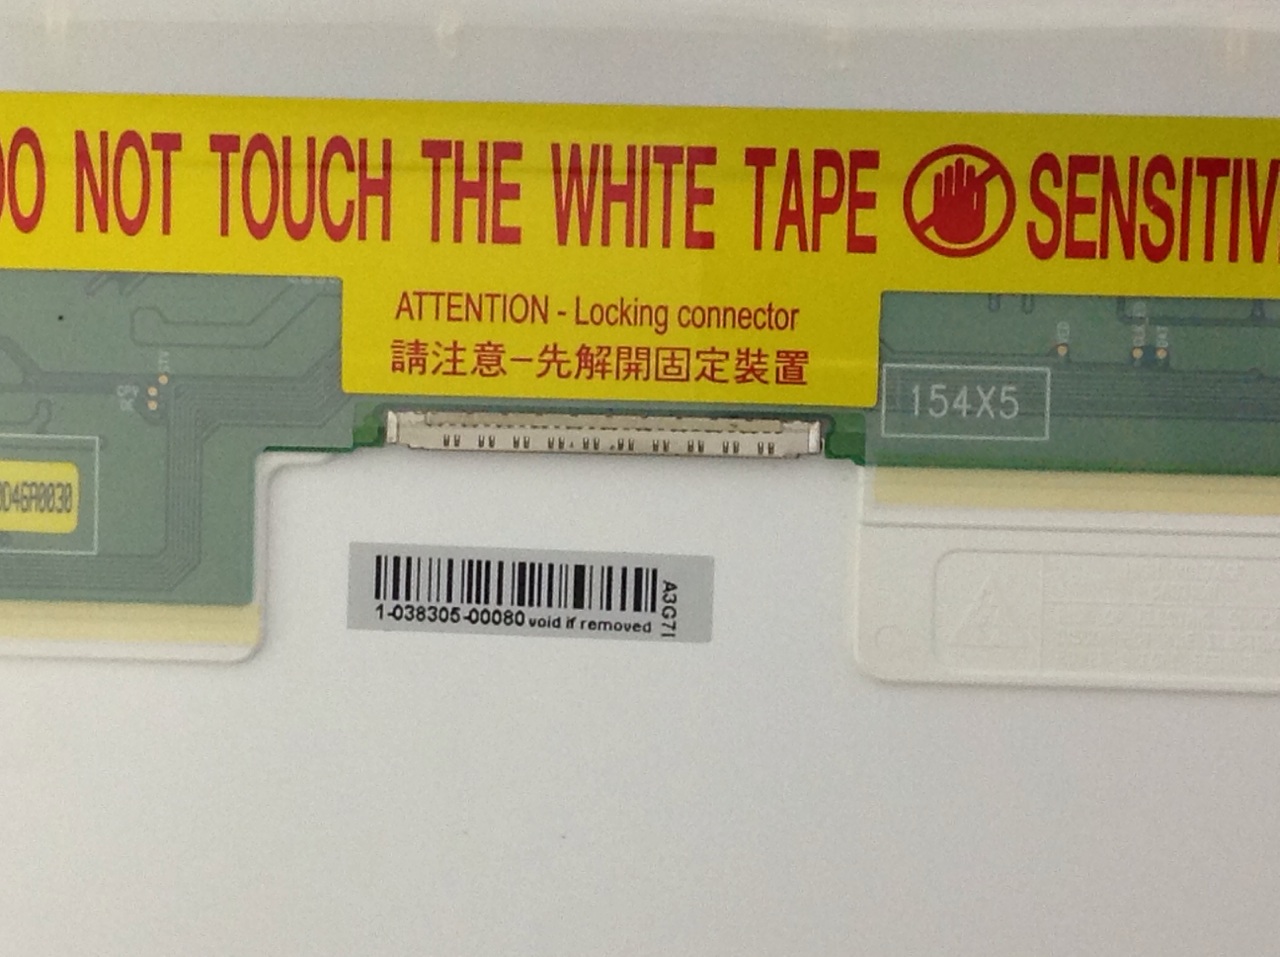 DO NOT TOUCH THE WHITE TAPE SENSITIV
ATTENTION - Locking connector
請注意–先解開固定裝置
154X5
D46A0030
1-038305-00080 void if removed
A3G7I